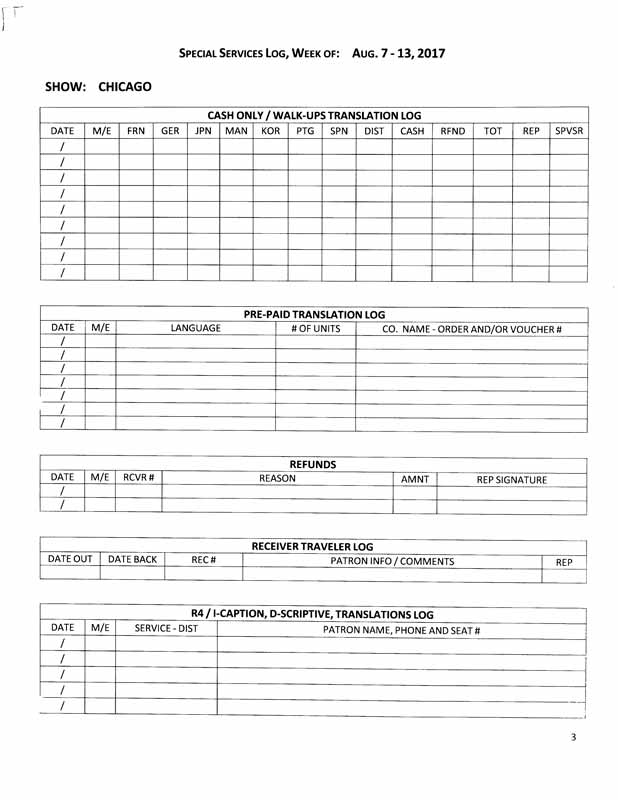 SPECIAL SERVICES LOG, WEEK OF: AUG. 7 - 13, 2017
SHOW: CHICAGO
CASH ONLY / WALK-UPS TRANSLATION LOG
DATE M/E FRN GER JPN MAN KOR PTG SPN DIST CASH RFND TOT REP SPVSR
/
/
/
/
/
/
/
/
/
PRE-PAID TRANSLATION LOG
DATE M/E LANGUAGE # OF UNITS CO. NAME - ORDER AND/OR VOUCHER #
/
/
/
/
/
/
/
REFUNDS
DATE M/E RCVR # REASON AMNT REP SIGNATURE
/
/
RECEIVER TRAVELER LOG
DATE OUT DATE BACK REC # PATRON INFO / COMMENTS REP
R4 / I-CAPTION, D-SCRIPTIVE, TRANSLATIONS LOG
DATE M/E SERVICE - DIST PATRON NAME, PHONE AND SEAT #
/
/
/
/
/
3